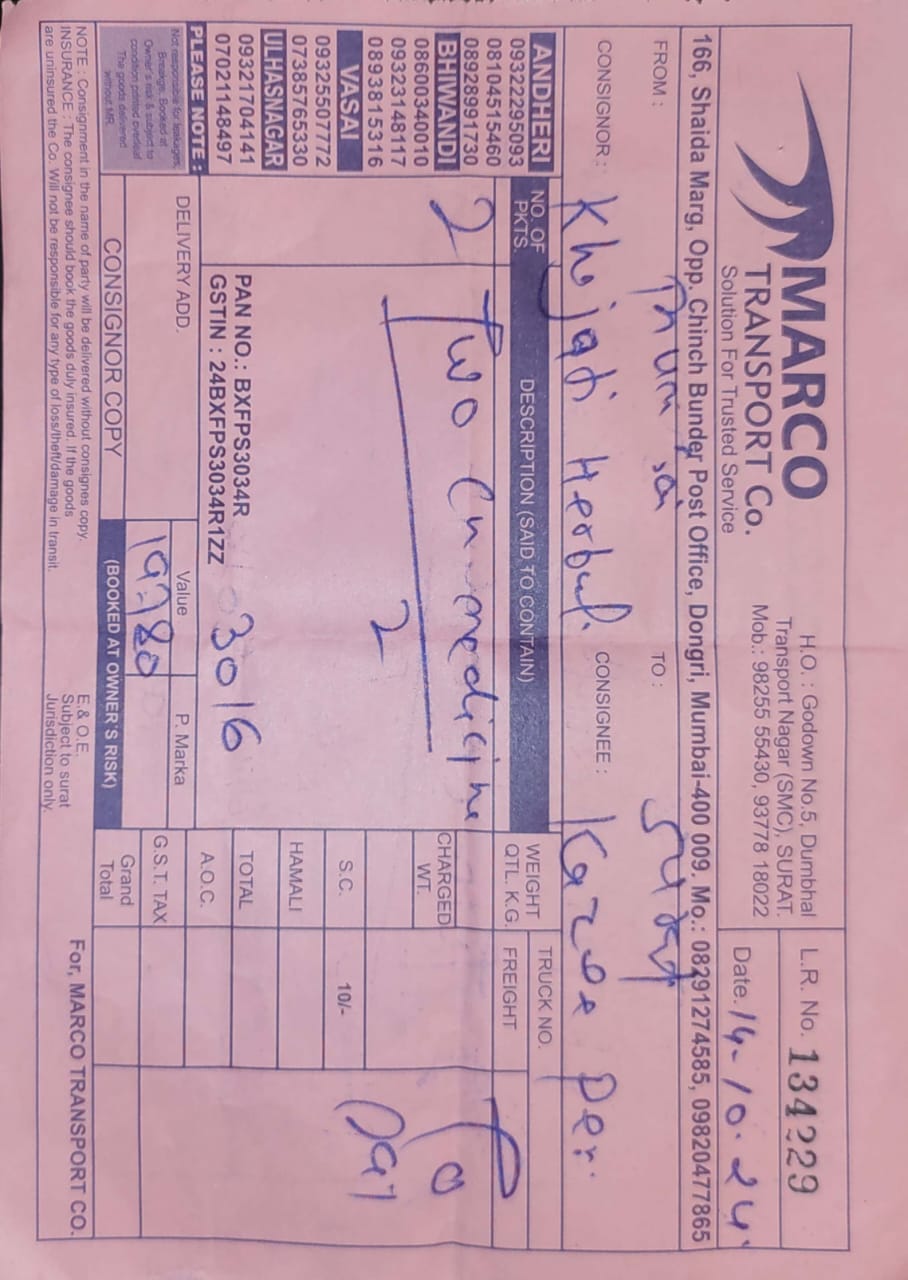 MARCO
TRANSPORT Co.
Solution For Trusted Service
H.O. : Godown No.5, Dumbhal
Transport Nagar (SMC), SURAT.
Mob.: 98255 55430, 93778 18022
L.R. No. 134929
Date. 14-10-24
166, Shaida Marg, Opp. Chinch Bunder Post Office, Dongri, Mumbai-400 009. Mo.: 08291274585, 09820477865
FROM : Mumbai TO : Surat
CONSIGNOR : Khojati Herbal CONSIGNEE :
ANDHERI
09322295093
08104515460
08928991730
BHIWANDI
08600340010
09323148117
08938115316
VASAI
09325507772
07385765330
ULHASNAGAR
09321704141
07021148497
PLEASE NOTE :
Not responsible for leakages,
Breakage, Booked at
Owner's risk & subject to
condition printed overleaf
The goods delivered
without MR.
NO. OF PKTS.
DESCRIPTION (SAID TO CONTAIN)
WEIGHT QTL. K.G.
TRUCK NO.
FREIGHT
2 Two medicine
2
CHARGED WT.
To
Pay
S.C. 10/-
HAMALI
TOTAL
A.O.C.
G.S.T. TAX
Grand Total
PAN NO.: BXFPS3034R
GSTIN : 24BXFPS3034R1ZZ
3016
DELIVERY ADD.
Value
19780
P. Marka
CONSIGNOR COPY
(BOOKED AT OWNER'S RISK)
For, MARCO TRANSPORT CO.
NOTE : Consignment in the name of party will be delivered without consignes copy.
INSURANCE : The consignee should book the goods duly insured. If the goods
are uninsured the Co. Will not be responsible for any type of loss/theft/damage in transit.
E. & O.E.
Subject to surat
Jurisdiction only.